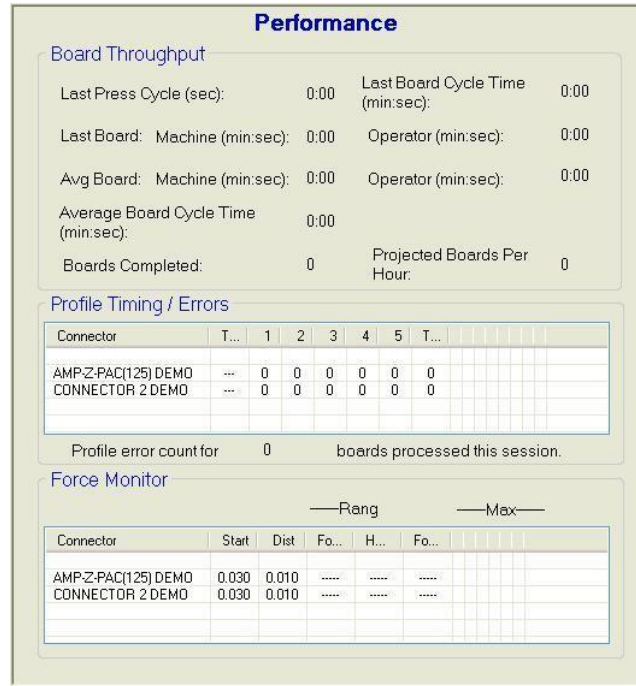 Performance
Board Throughput
Last Press Cycle (sec): 0:00 Last Board Cycle Time (min:sec): 0:00
Last Board: Machine (min:sec): 0:00 Operator (min:sec): 0:00
Avg Board: Machine (min:sec): 0:00 Operator (min:sec): 0:00
Average Board Cycle Time (min:sec): 0:00
Boards Completed: 0 Projected Boards Per Hour: 0
Profile Timing / Errors
Connector T... 1 2 3 4 5 T...
AMP-Z-PAC(125) DEMO --- 0 0 0 0 0 0
CONNECTOR 2 DEMO --- 0 0 0 0 0 0
Profile error count for 0 boards processed this session.
Force Monitor
——Rang ——Max——
Connector Start Dist Fo... H... Fo...
AMP-Z-PAC(125) DEMO 0.030 0.010 ----- ----- -----
CONNECTOR 2 DEMO 0.030 0.010 ----- ----- -----